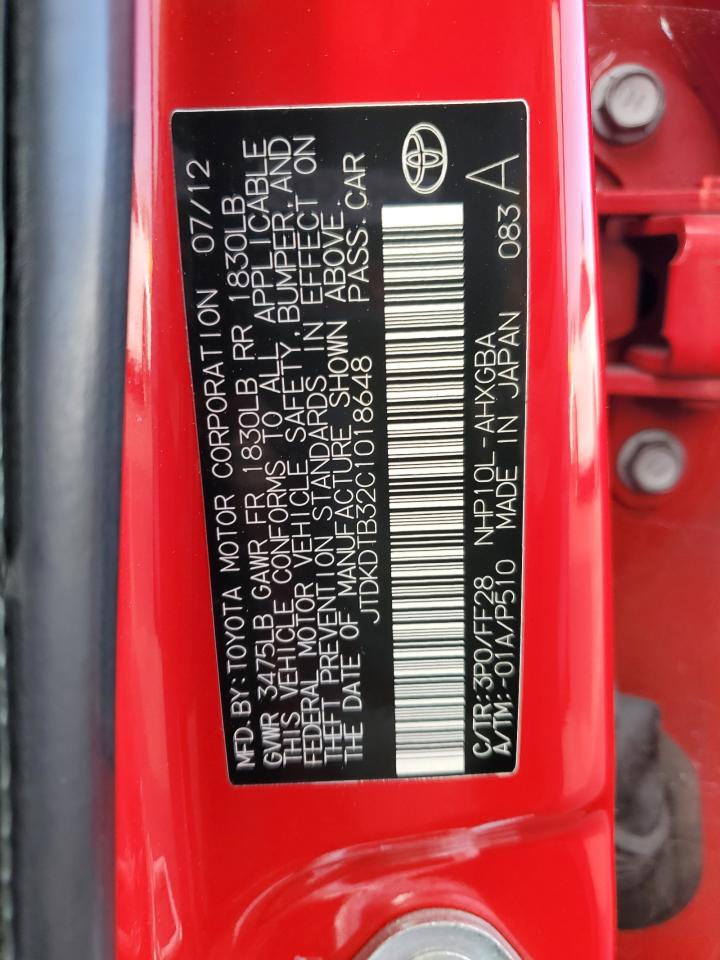 MFD.BY:TOYOTA MOTOR CORPORATION 07/12
GVWR 3475LB GAWR FR 1830LB RR 1830LB
THIS VEHICLE CONFORMS TO ALL APPLICABLE
FEDERAL MOTOR VEHICLE SAFETY,BUMPER,AND
THEFT PREVENTION STANDARDS IN EFFECT ON
THE DATE OF MANUFACTURE SHOWN ABOVE.
JTDKDTB32C1018648 PASS.CAR
C/TR:3P0/FF28 NHP10L-AHXGBA 083
A/TM:-01A/P510 MADE IN JAPAN A